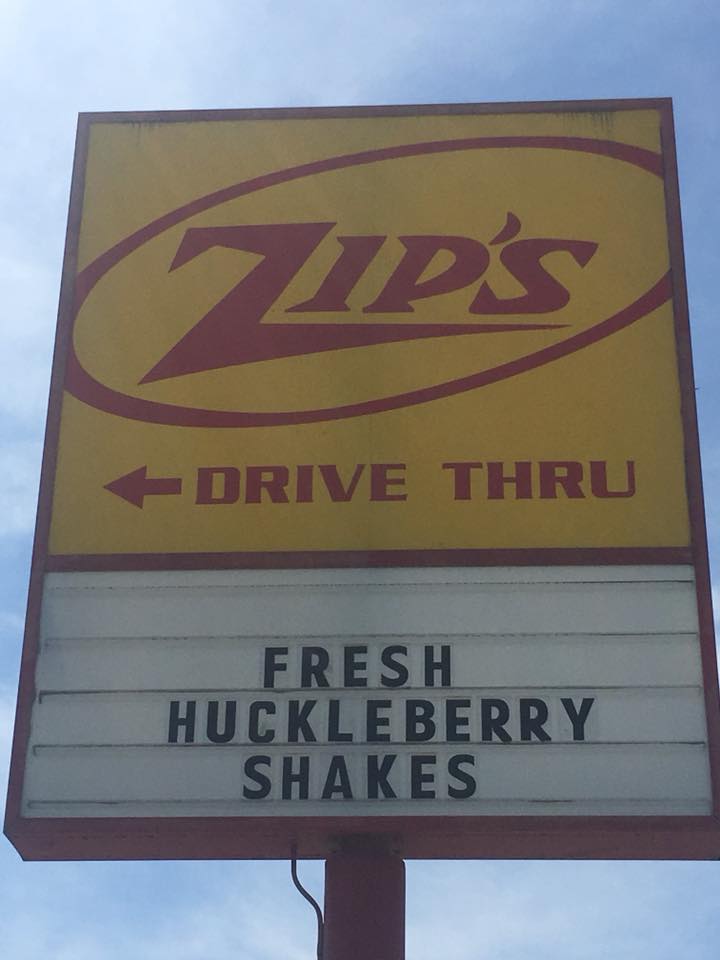 ZIP'S
← DRIVE THRU
FRESH
HUCKLEBERRY
SHAKES